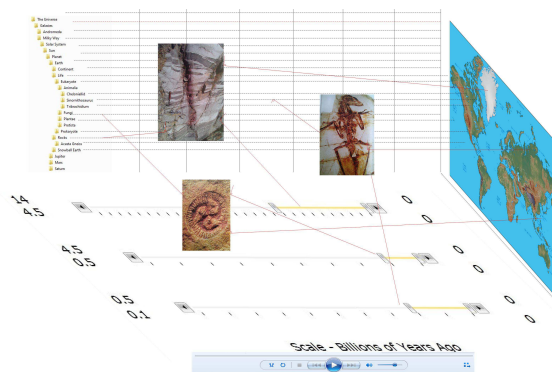 The Universe
Galaxies
Andromeda
Milky Way
Solar System
Sun
Planet
Earth
Continent
Life
Eukaryote
Animalia
Charniodiscid
Sinornithosaurus
Tribrachidium
Fungi
Plantae
Protista
Prokaryote
Rocks
Acasta Gneiss
Snowball Earth
Jupiter
Mars
Saturn
14
4.5
0
0
4.5
0.5
0
0
0.5
0.1
0
0
Scale - Billions of Years Ago